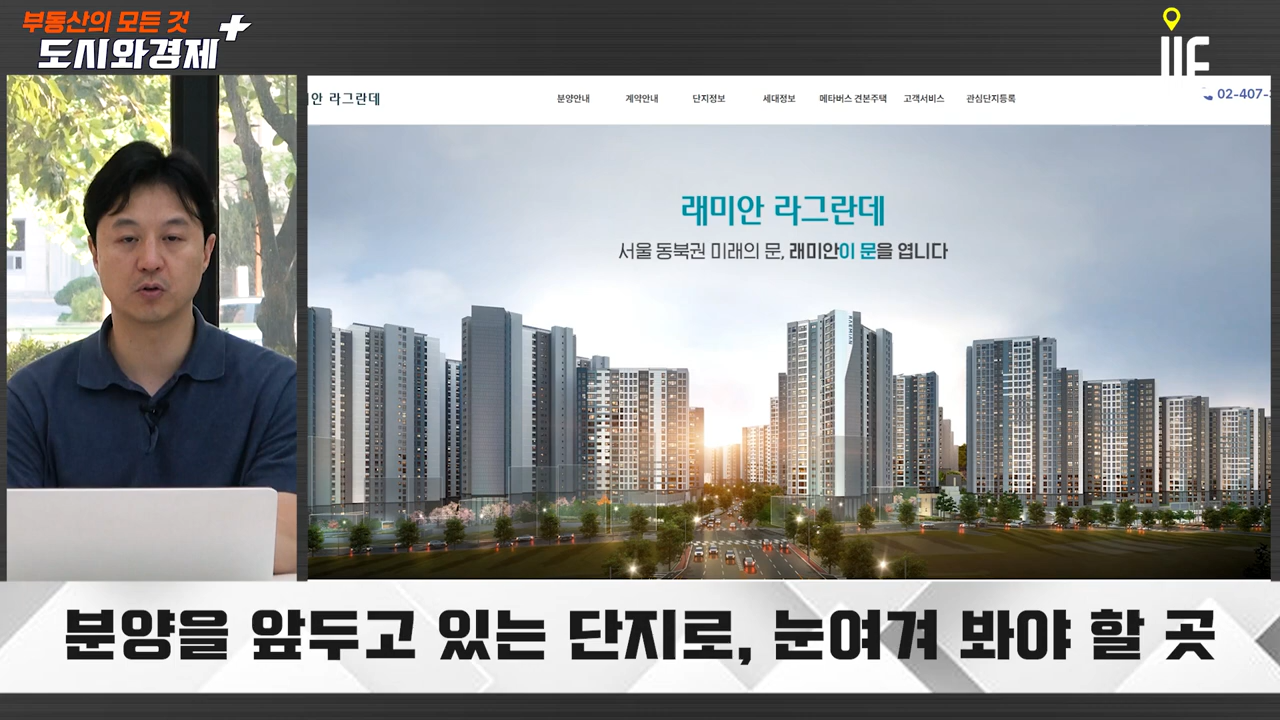 부동산의 모든 것
도시와경제+
안 라그란데
분양안내 계약안내 단지정보 세대정보 메타버스 견본주택 고객서비스 관심단지등록
02-407-
래미안 라그란데
서울 동북권 미래의 문, 래미안이 문을 엽니다
분양을 앞두고 있는 단지로, 눈여겨 봐야 할 곳